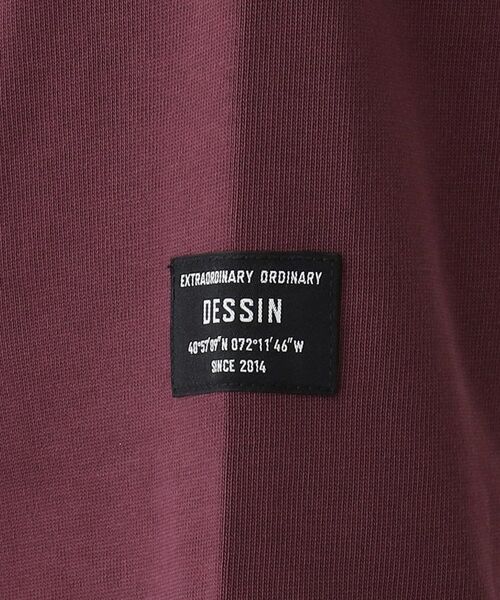 EXTRAORDINARY ORDINARY
DESSIN
40°57'09"N 072°11'46"W
SINCE 2014